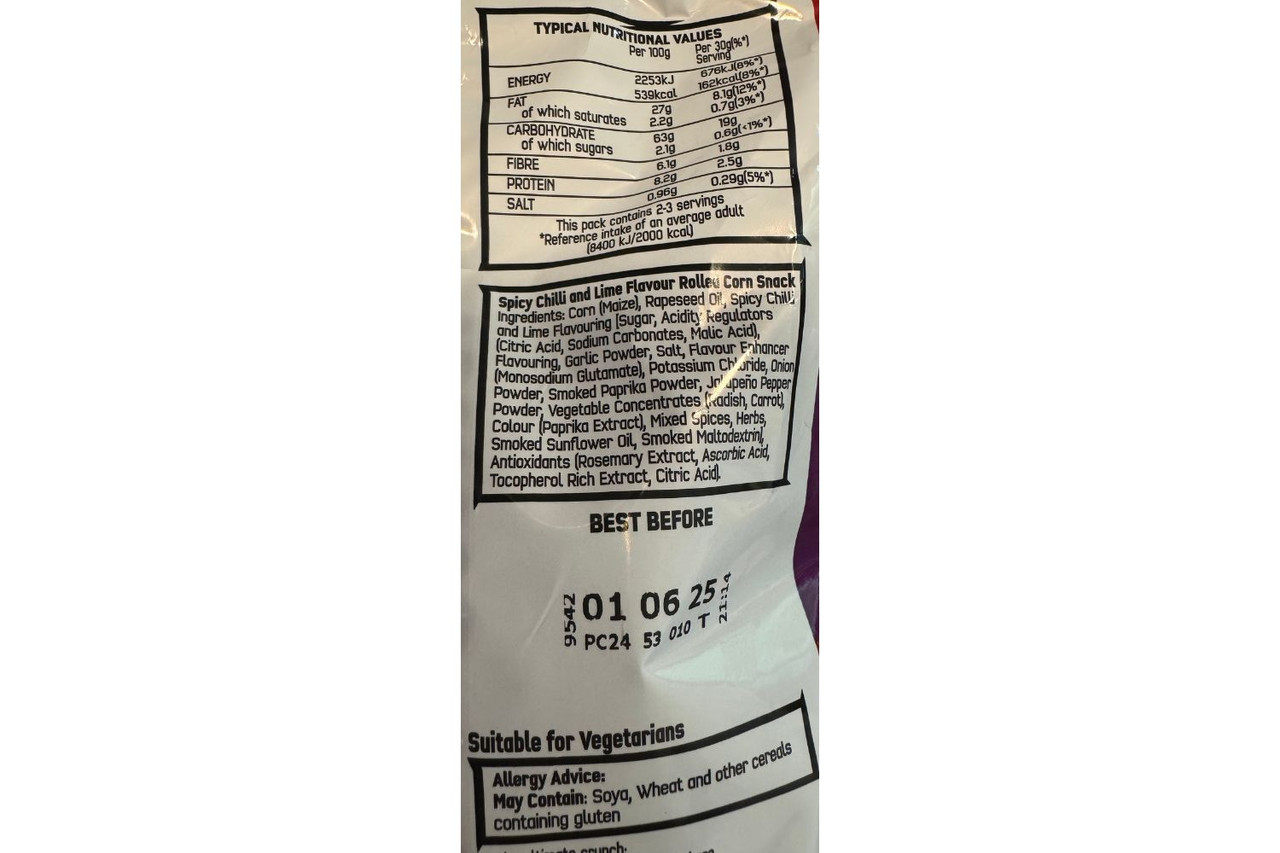 TYPICAL NUTRITIONAL VALUES
Per 100g Per 30g(%*) Serving
ENERGY 2253kJ 676kJ(8%*)
539kcal 162kcal(8%*)
FAT 27g 8.1g(12%*)
of which saturates 2.2g 0.7g(3%*)
CARBOHYDRATE 63g 19g
of which sugars 2.1g 0.6g(<1%*)
FIBRE 6.1g 1.8g
PROTEIN 8.2g 2.5g
SALT 0.96g 0.29g(5%*)
This pack contains 2-3 servings
*Reference intake of an average adult
(8400 kJ/2000 kcal)
Spicy Chilli and Lime Flavour Rolled Corn Snack
Ingredients: Corn (Maize), Rapeseed Oil, Spicy Chilli
and Lime Flavouring [Sugar, Acidity Regulators
(Citric Acid, Sodium Carbonates, Malic Acid),
Flavouring, Garlic Powder, Salt, Flavour Enhancer
(Monosodium Glutamate), Potassium Chloride, Onion
Powder, Smoked Paprika Powder, Jalapeño Pepper
Powder, Vegetable Concentrates (Radish, Carrot),
Colour (Paprika Extract), Mixed Spices, Herbs,
Smoked Sunflower Oil, Smoked Maltodextrin],
Antioxidants (Rosemary Extract, Ascorbic Acid,
Tocopherol Rich Extract, Citric Acid).
BEST BEFORE
9542
01 06 25
21:14
PC24 53 010 T
Suitable for Vegetarians
Allergy Advice:
May Contain: Soya, Wheat and other cereals
containing gluten
crunch: